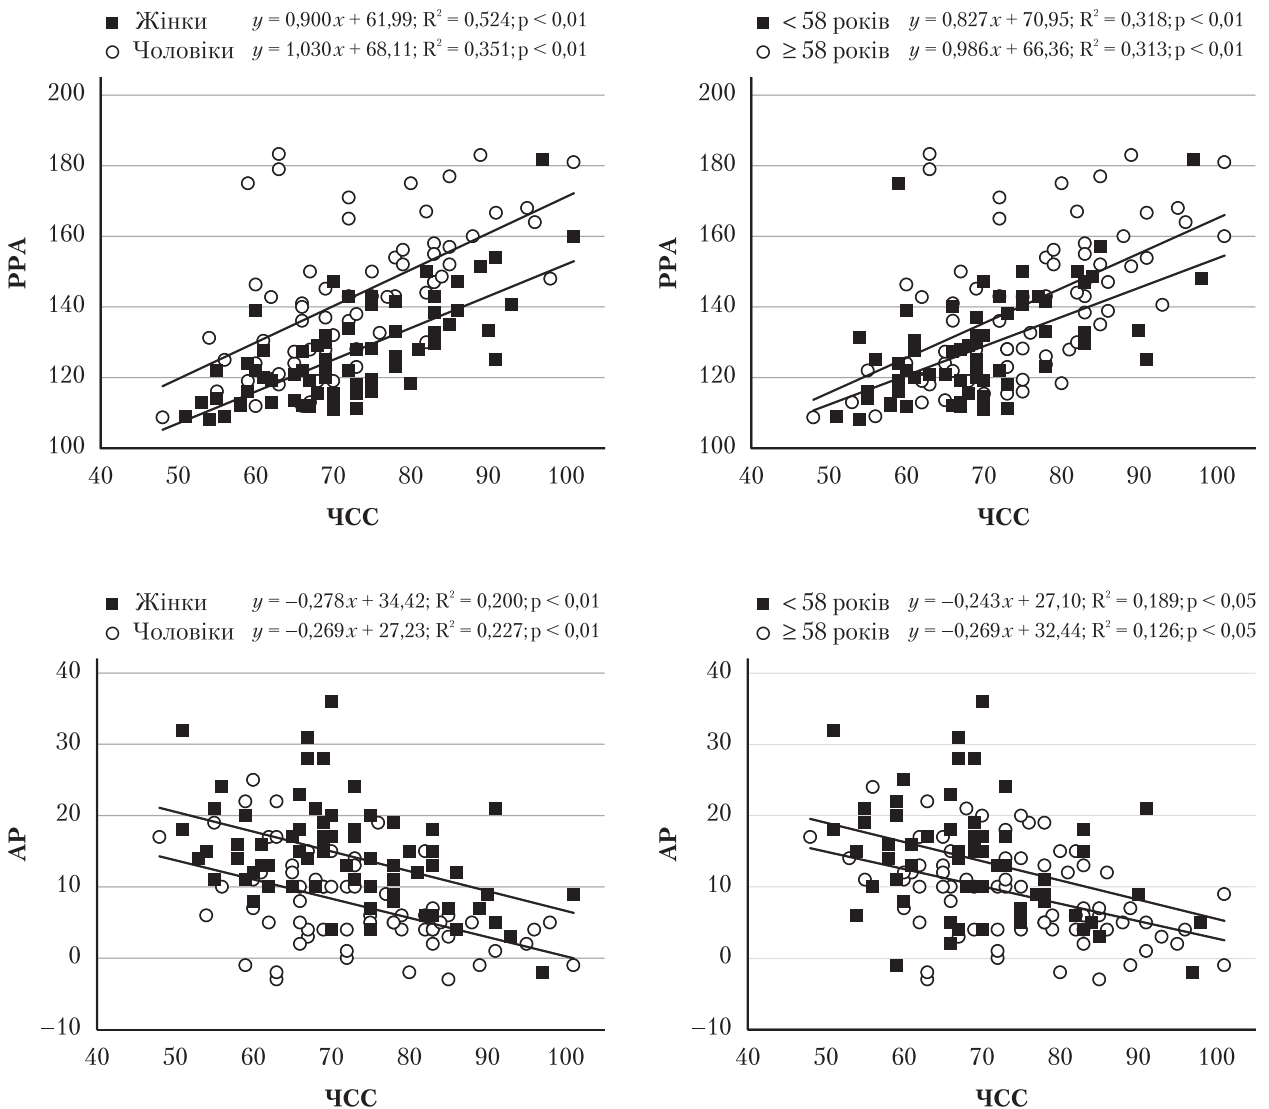 Жінки y = 0,900x + 61,99; R² = 0,524; p < 0,01
Чоловіки y = 1,030x + 68,11; R² = 0,351; p < 0,01
200
180
160
140
120
100
PPA
40 50 60 70 80 90 100
ЧСС
< 58 років y = 0,827x + 70,95; R² = 0,318; p < 0,01
≥ 58 років y = 0,986x + 66,36; R² = 0,313; p < 0,01
200
180
160
140
120
100
PPA
40 50 60 70 80 90 100
ЧСС
Жінки y = −0,278x + 34,42; R² = 0,200; p < 0,01
Чоловіки y = −0,269x + 27,23; R² = 0,227; p < 0,01
40
30
20
10
0
−10
AP
40 50 60 70 80 90 100
ЧСС
< 58 років y = −0,243x + 27,10; R² = 0,189; p < 0,05
≥ 58 років y = −0,269x + 32,44; R² = 0,126; p < 0,05
40
30
20
10
0
−10
AP
40 50 60 70 80 90 100
ЧСС